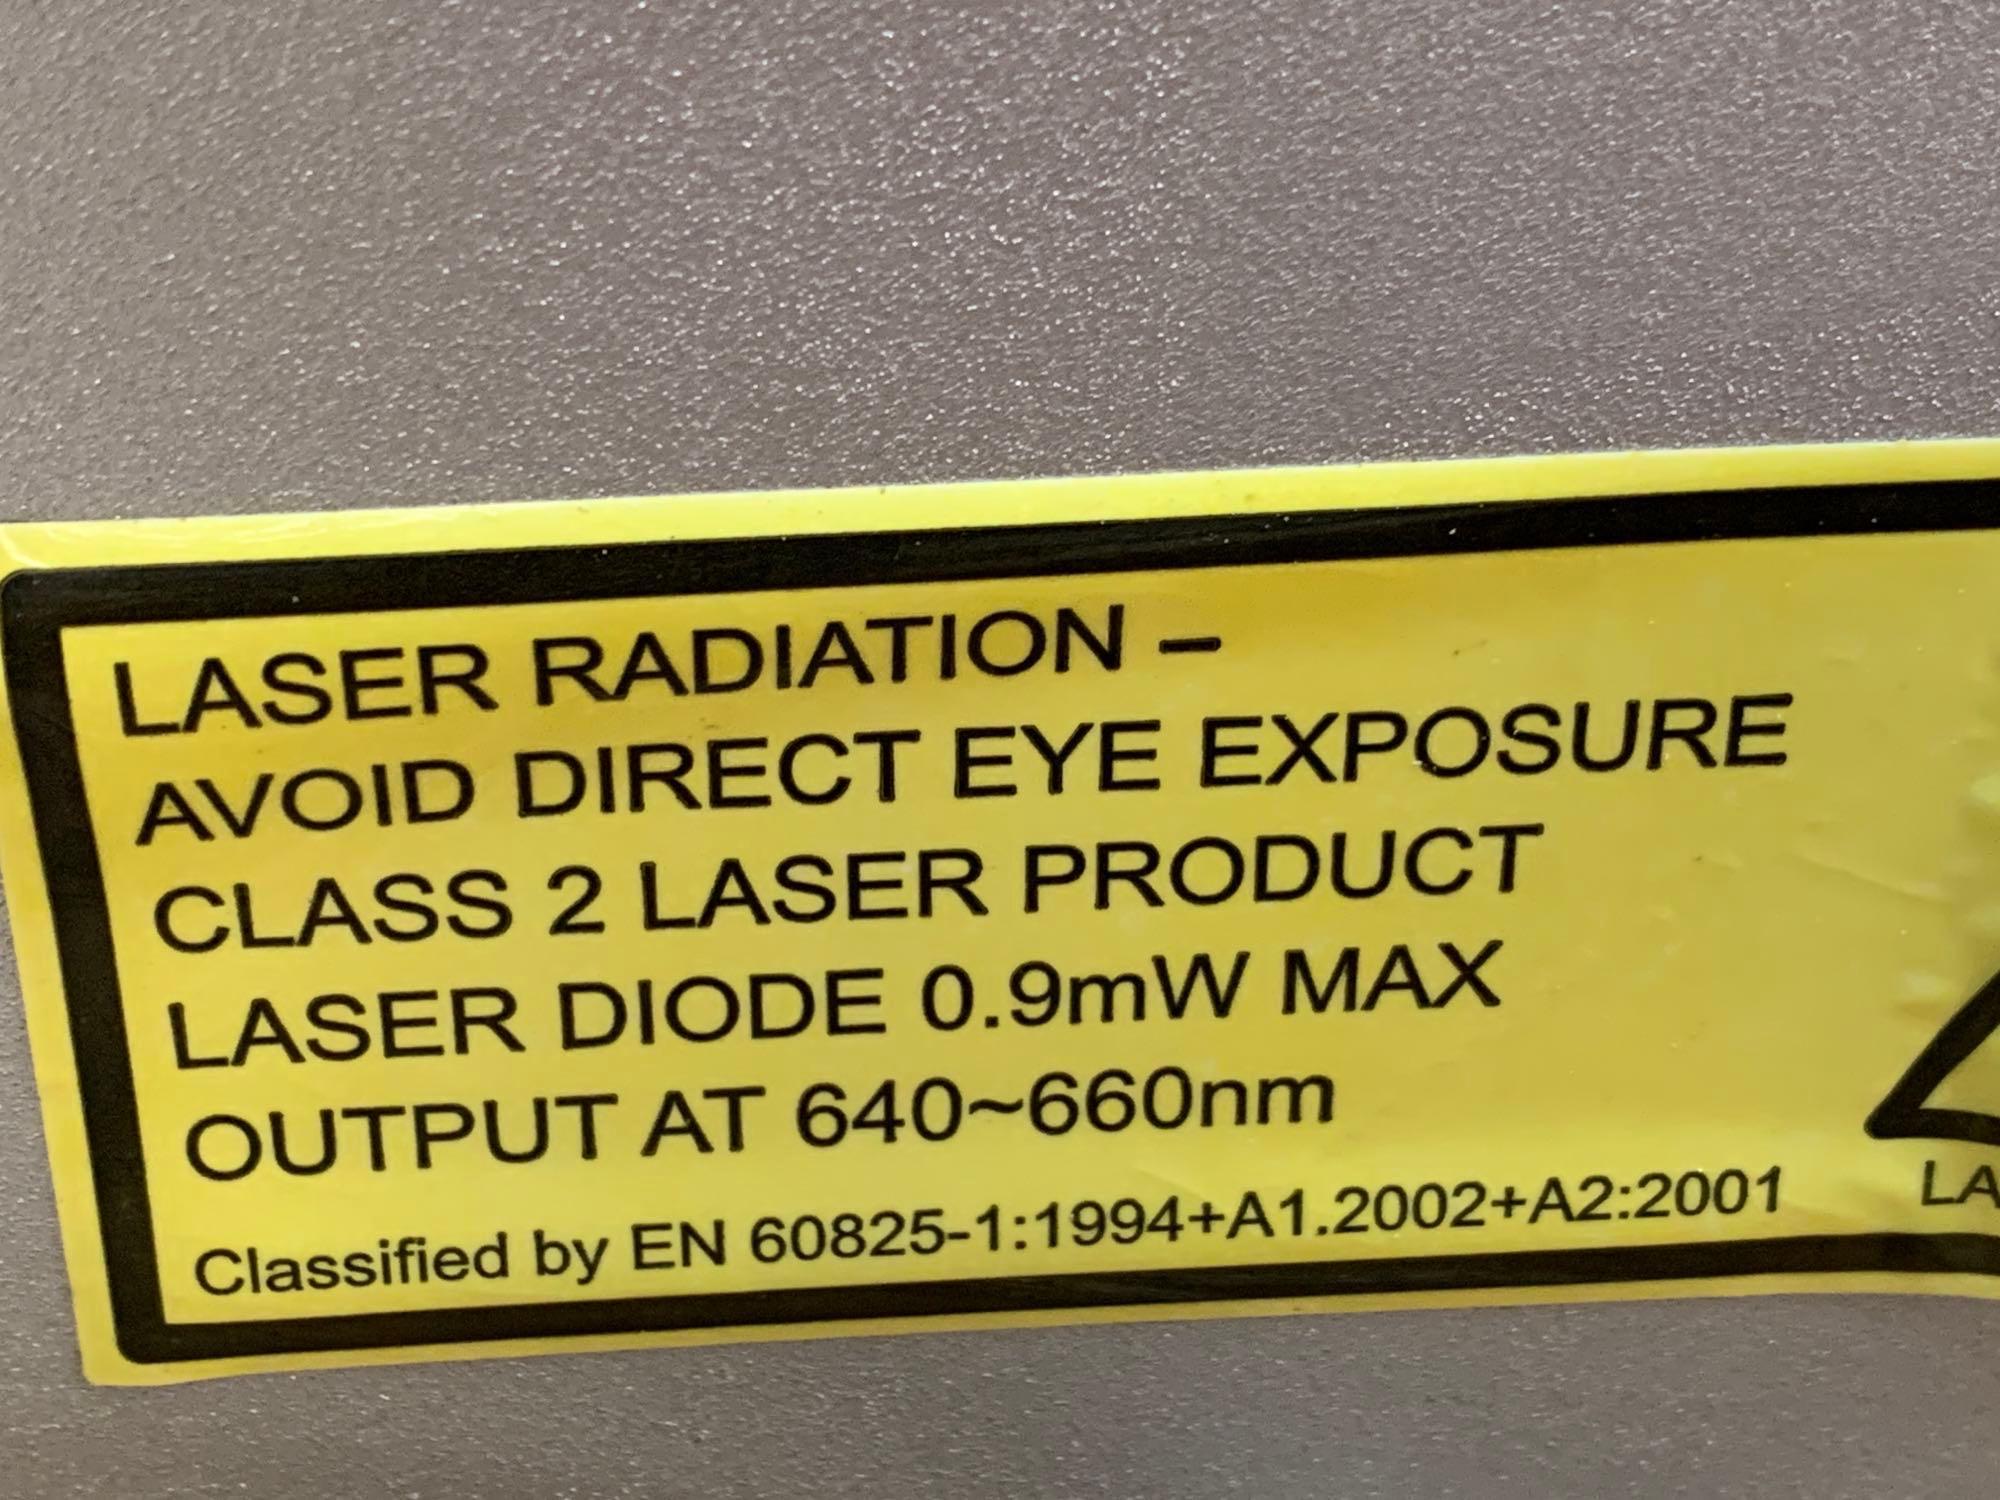 LASER RADIATION –
AVOID DIRECT EYE EXPOSURE
CLASS 2 LASER PRODUCT
LASER DIODE 0.9mW MAX
OUTPUT AT 640~660nm
Classified by EN 60825-1:1994+A1.2002+A2:2001